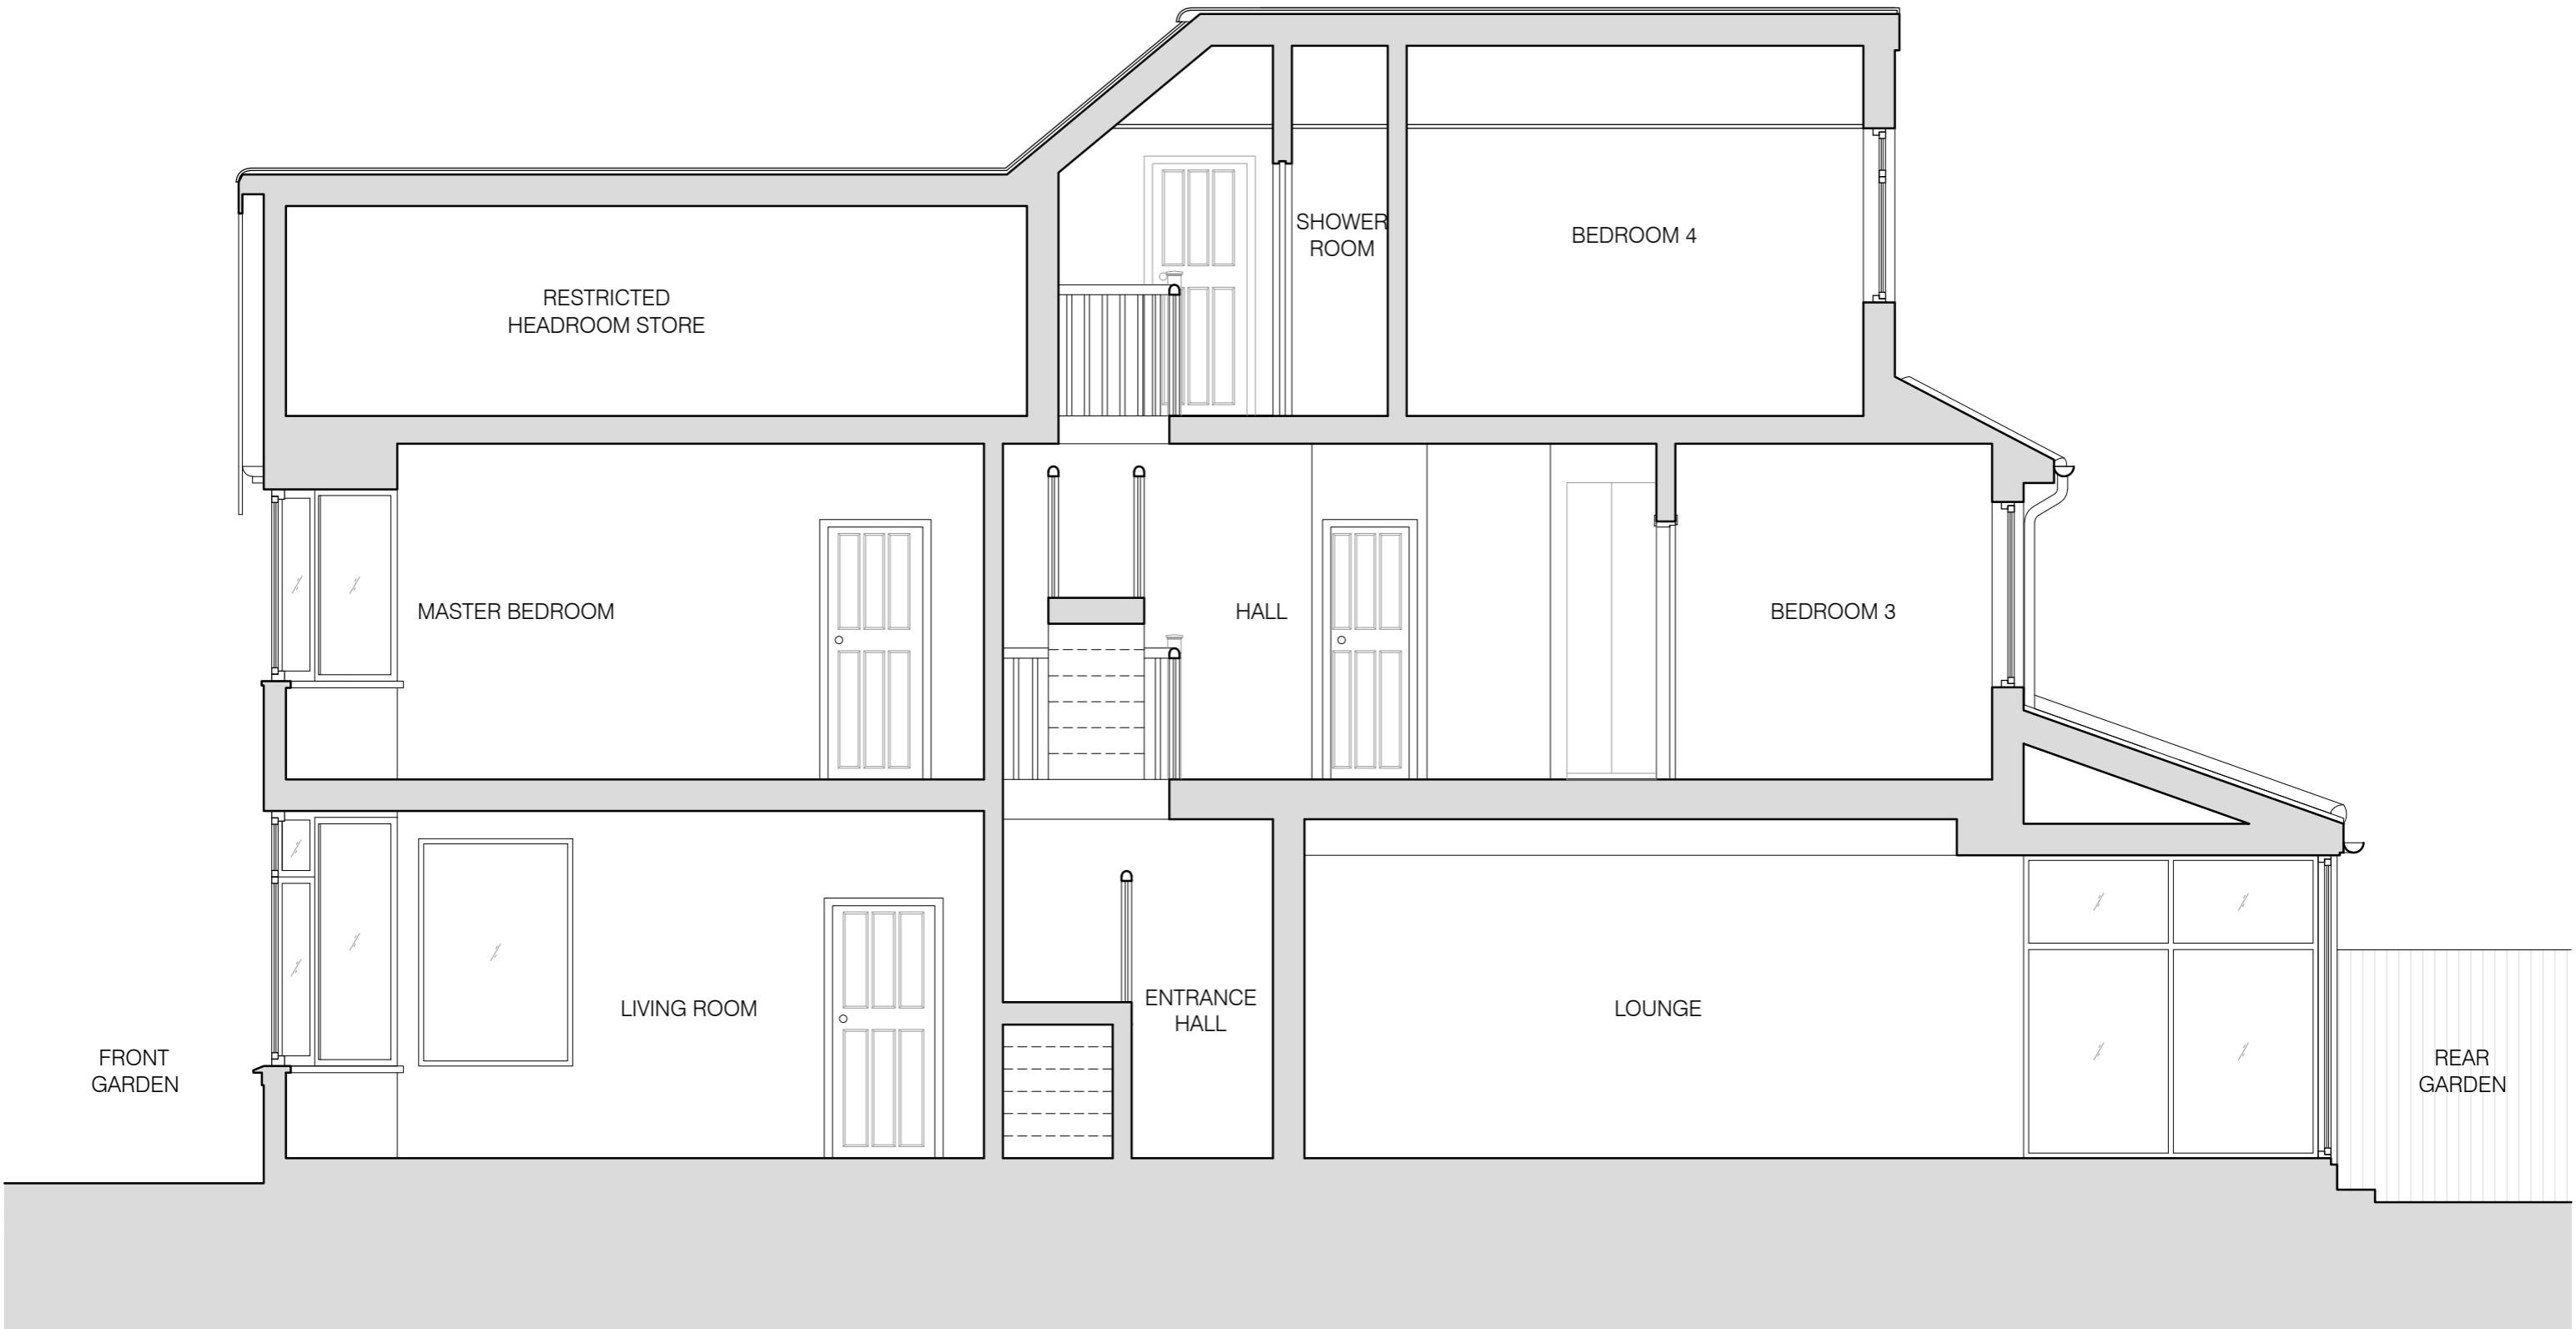 SHOWER
ROOM
BEDROOM 4
RESTRICTED
HEADROOM STORE
MASTER BEDROOM
HALL
BEDROOM 3
LIVING ROOM
ENTRANCE
HALL
LOUNGE
FRONT
GARDEN
REAR
GARDEN